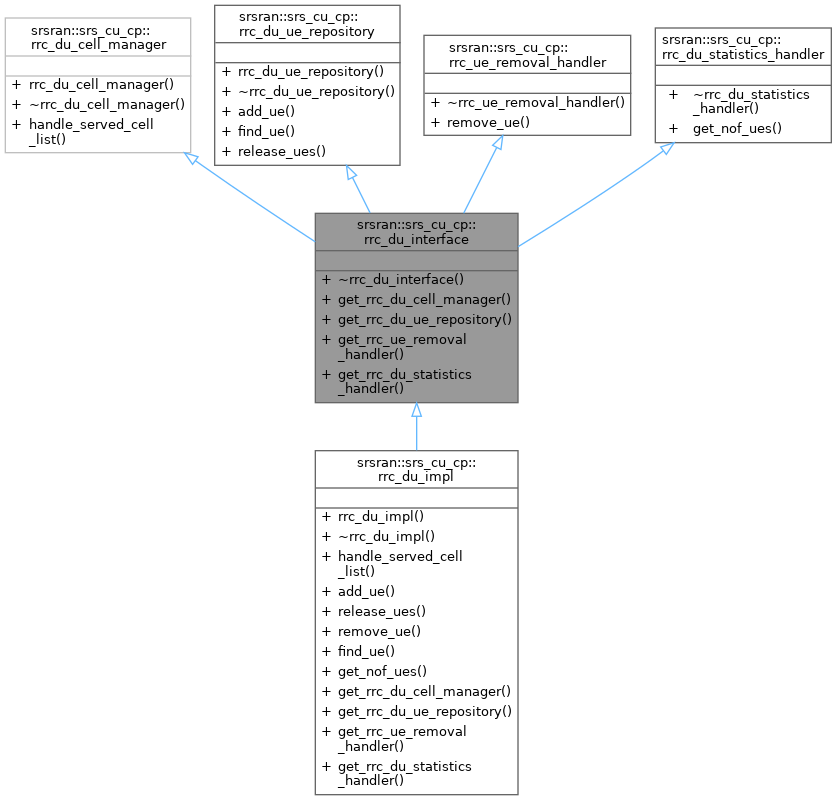 srsran::srs_cu_cp::
rrc_du_cell_manager
+ rrc_du_cell_manager()
+ ~rrc_du_cell_manager()
+ handle_served_cell
_list()
srsran::srs_cu_cp::
rrc_du_ue_repository
+ rrc_du_ue_repository()
+ ~rrc_du_ue_repository()
+ add_ue()
+ find_ue()
+ release_ues()
srsran::srs_cu_cp::
rrc_ue_removal_handler
+ ~rrc_ue_removal_handler()
+ remove_ue()
srsran::srs_cu_cp::
rrc_du_statistics_handler
+ ~rrc_du_statistics
_handler()
+ get_nof_ues()
srsran::srs_cu_cp::
rrc_du_interface
+ ~rrc_du_interface()
+ get_rrc_du_cell_manager()
+ get_rrc_du_ue_repository()
+ get_rrc_ue_removal
_handler()
+ get_rrc_du_statistics
_handler()
srsran::srs_cu_cp::
rrc_du_impl
+ rrc_du_impl()
+ ~rrc_du_impl()
+ handle_served_cell
_list()
+ add_ue()
+ release_ues()
+ remove_ue()
+ find_ue()
+ get_nof_ues()
+ get_rrc_du_cell_manager()
+ get_rrc_du_ue_repository()
+ get_rrc_ue_removal
_handler()
+ get_rrc_du_statistics
_handler()